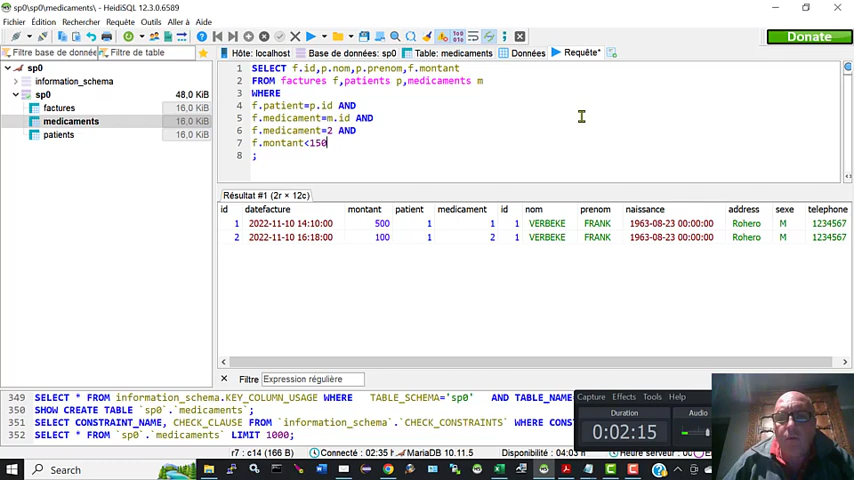 sp0\sp0\medicaments\ - HeidiSQL 12.3.0.6589
Fichier Édition Rechercher Requête Outils Aller à Aide
Donate
Filtre base de donnée Filtre de table
Hôte: localhost Base de données: sp0 Table: medicaments Données Requête*
sp0
information_schema
sp0 48,0 KiB
factures 16,0 KiB
medicaments 16,0 KiB
patients 16,0 KiB
1 SELECT f.id,p.nom,p.prenom,f.montant
2 FROM factures f,patients p,medicaments m
3 WHERE
4 f.patient=p.id AND
5 f.medicament=m.id AND
6 f.medicament=2 AND
7 f.montant<150
8 ;
Résultat #1 (2r × 12c)
id datefacture montant patient medicament id nom prenom naissance address sexe telephone
1 2022-11-10 14:10:00 500 1 1 1 VERBEKE FRANK 1963-08-23 00:00:00 Rohero M 1234567
2 2022-11-10 16:18:00 100 1 2 1 VERBEKE FRANK 1963-08-23 00:00:00 Rohero M 1234567
Filtre Expression régulière
349 SELECT * FROM information_schema.KEY_COLUMN_USAGE WHERE TABLE_SCHEMA='sp0' AND TABLE_NAME
350 SHOW CREATE TABLE `sp0`.`medicaments`;
351 SELECT CONSTRAINT_NAME, CHECK_CLAUSE FROM `information_schema`.`CHECK_CONSTRAINTS` WHERE CONS
352 SELECT * FROM `sp0`.`medicaments` LIMIT 1000;
Capture Effects Tools Help
Duration Audio
0:02:15
r7 : c14 (166 B) Connecté : 02:35 MariaDB 10.11.5 Disponible : 04:03
Search